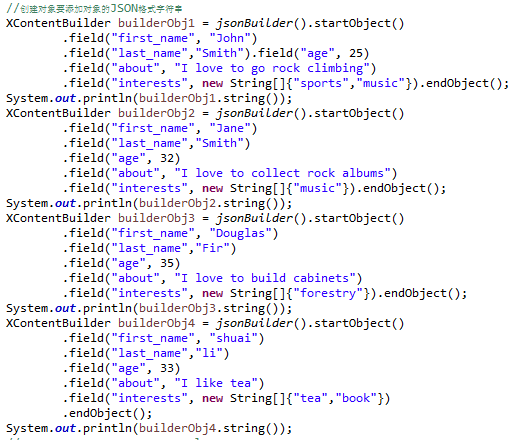 //创建对象要添加对象的JSON格式字符串
XContentBuilder builderObj1 = jsonBuilder().startObject()
.field("first_name", "John")
.field("last_name","Smith").field("age", 25)
.field("about", "I love to go rock climbing")
.field("interests", new String[]{"sports","music"}).endObject();
System.out.println(builderObj1.string());
XContentBuilder builderObj2 = jsonBuilder().startObject()
.field("first_name", "Jane")
.field("last_name","Smith")
.field("age", 32)
.field("about", "I love to collect rock albums")
.field("interests", new String[]{"music"}).endObject();
System.out.println(builderObj2.string());
XContentBuilder builderObj3 = jsonBuilder().startObject()
.field("first_name", "Douglas")
.field("last_name","Fir")
.field("age", 35)
.field("about", "I love to build cabinets")
.field("interests", new String[]{"forestry"}).endObject();
System.out.println(builderObj3.string());
XContentBuilder builderObj4 = jsonBuilder().startObject()
.field("first_name", "shuai")
.field("last_name","li")
.field("age", 33)
.field("about", "I like tea")
.field("interests", new String[]{"tea","book"})
.endObject();
System.out.println(builderObj4.string());